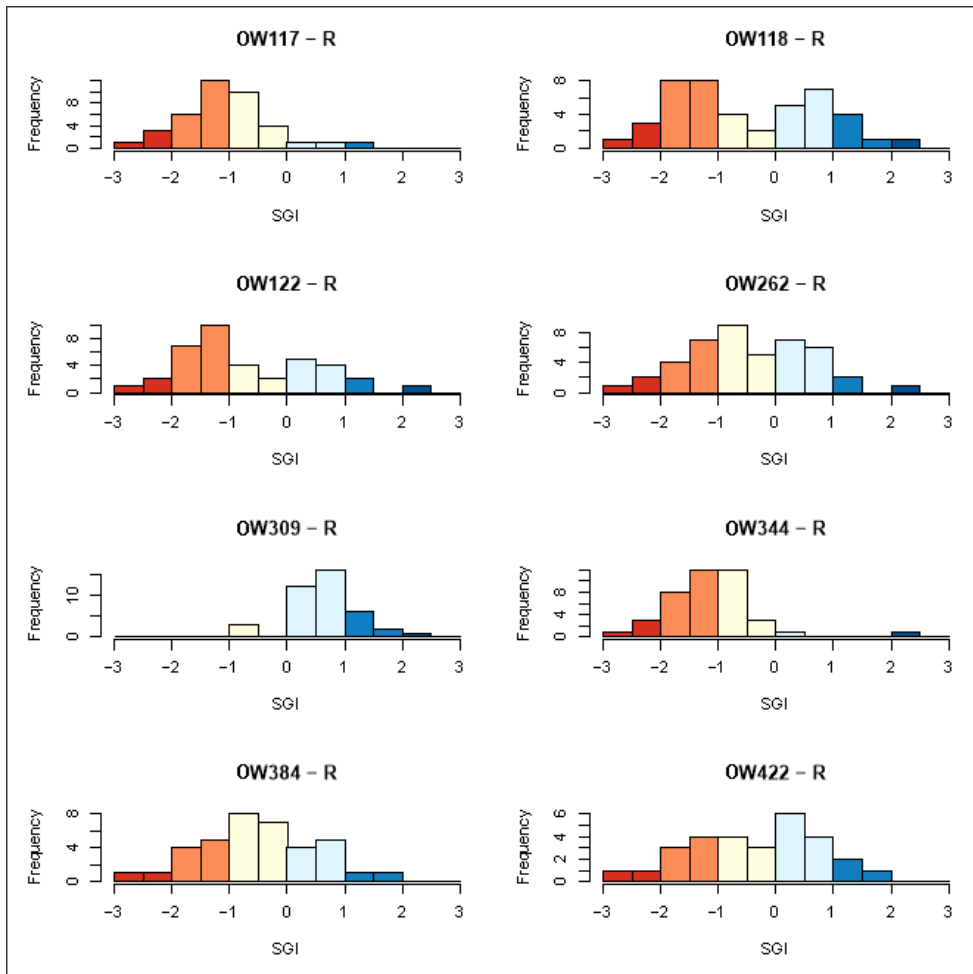 OW117 – R
Frequency
8
4
0
−3 −2 −1 0 1 2 3
SGI
OW118 – R
Frequency
8
4
0
−3 −2 −1 0 1 2 3
SGI
OW122 – R
Frequency
8
4
0
−3 −2 −1 0 1 2 3
SGI
OW262 – R
Frequency
8
4
0
−3 −2 −1 0 1 2 3
SGI
OW309 – R
Frequency
10
0
−3 −2 −1 0 1 2 3
SGI
OW344 – R
Frequency
8
4
0
−3 −2 −1 0 1 2 3
SGI
OW384 – R
Frequency
8
4
0
−3 −2 −1 0 1 2 3
SGI
OW422 – R
Frequency
6
4
2
0
−3 −2 −1 0 1 2 3
SGI